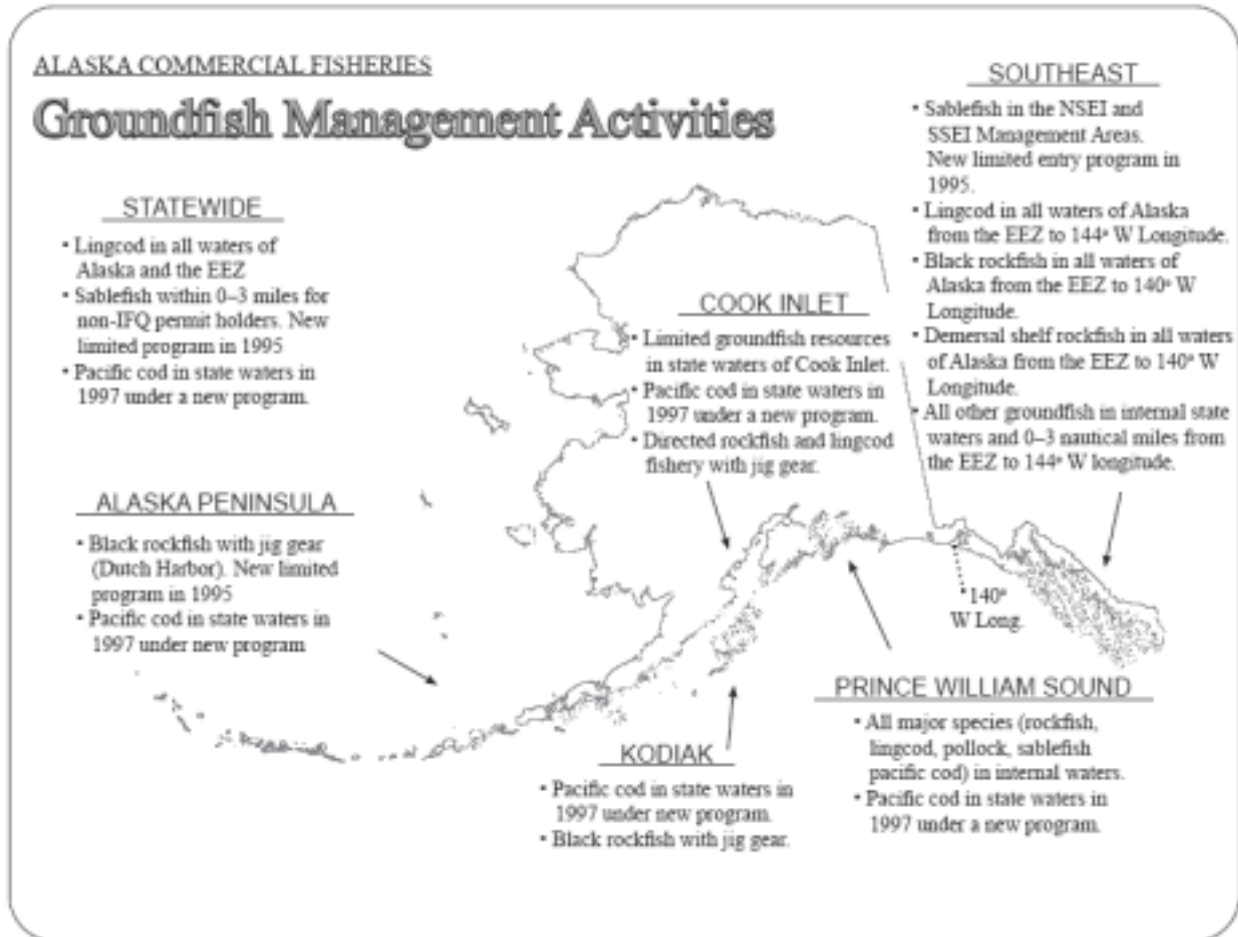 ALASKA COMMERCIAL FISHERIES
Groundfish Management Activities
STATEWIDE
• Lingcod in all waters of
Alaska and the EEZ
• Sablefish within 0–3 miles for
non-IFQ permit holders. New
limited program in 1995
• Pacific cod in state waters in
1997 under a new program.
ALASKA PENINSULA
• Black rockfish with jig gear
(Dutch Harbor). New limited
program in 1995
• Pacific cod in state waters in
1997 under new program
COOK INLET
• Limited groundfish resources
in state waters of Cook Inlet.
• Pacific cod in state waters in
1997 under a new program.
• Directed rockfish and lingcod
fishery with jig gear.
SOUTHEAST
• Sablefish in the NSEI and
SSEI Management Areas.
New limited entry program in
1995.
• Lingcod in all waters of Alaska
from the EEZ to 144º W Longitude.
• Black rockfish in all waters of
Alaska from the EEZ to 140º W
Longitude.
• Demersal shelf rockfish in all waters
of Alaska from the EEZ to 140º W
Longitude.
• All other groundfish in internal state
waters and 0–3 nautical miles from
the EEZ to 144º W longitude.
140º
W Long.
KODIAK
• Pacific cod in state waters in
1997 under new program.
• Black rockfish with jig gear.
PRINCE WILLIAM SOUND
• All major species (rockfish,
lingcod, pollock, sablefish
pacific cod) in internal waters.
• Pacific cod in state waters in
1997 under a new program.